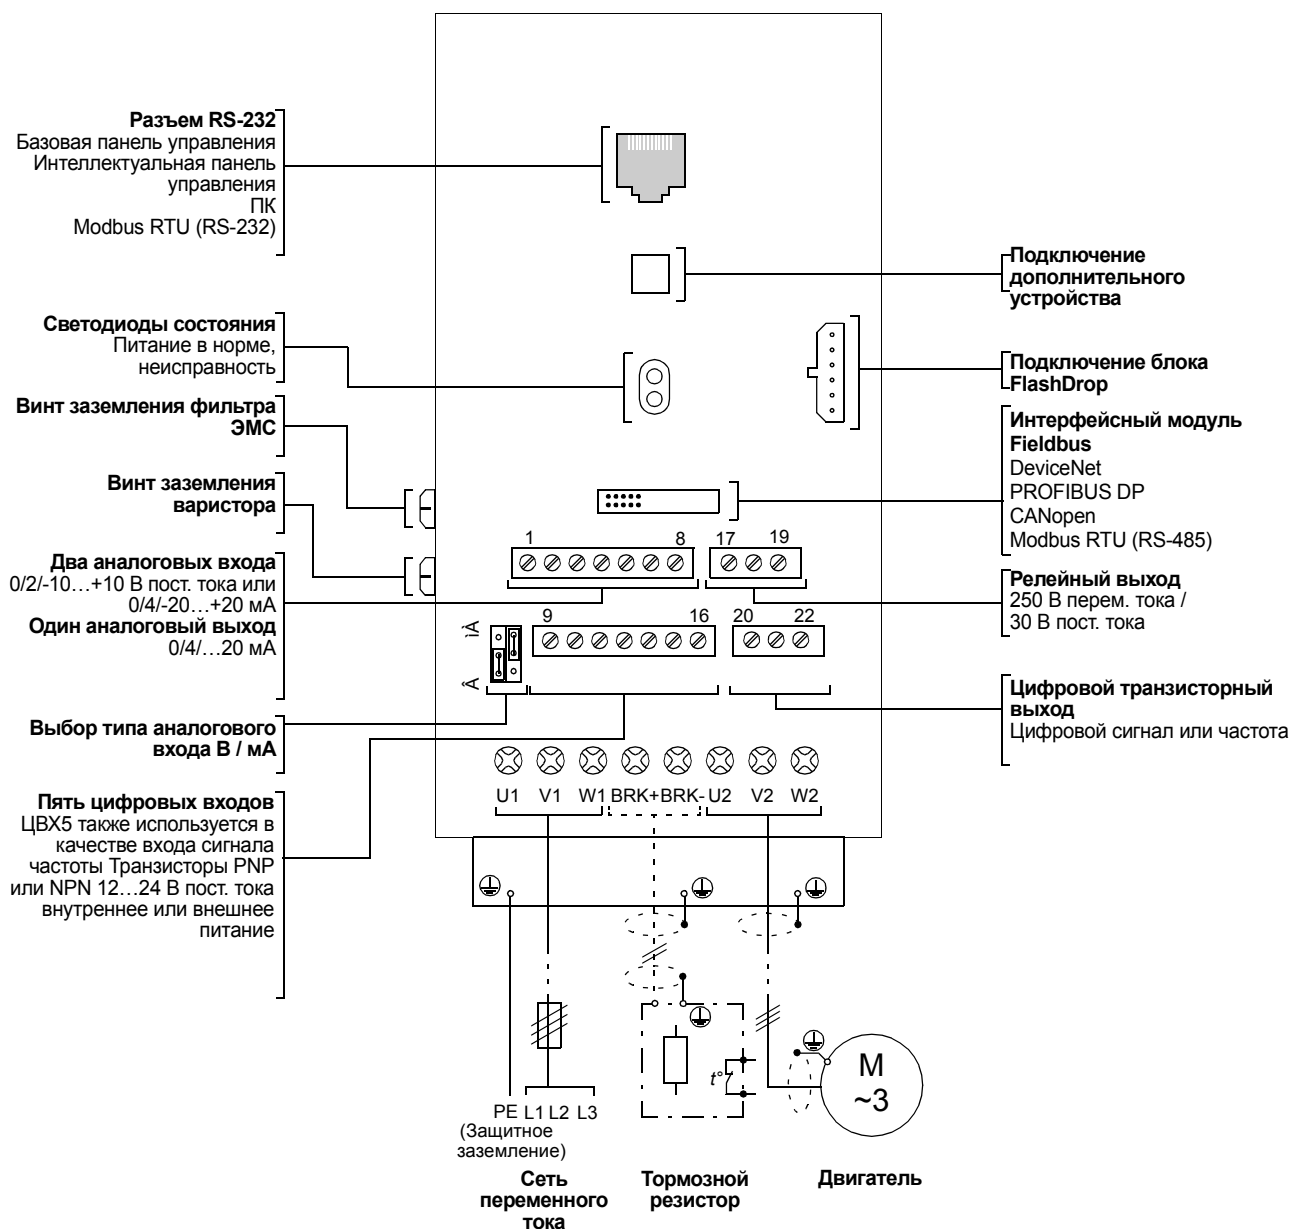 Разъем RS-232
Базовая панель управления
Интеллектуальная панель
управления
ПК
Modbus RTU (RS-232)
Светодиоды состояния
Питание в норме,
неисправность
Винт заземления фильтра
ЭМС
Винт заземления
варистора
Два аналоговых входа
0/2/-10…+10 В пост. тока или
0/4/-20…+20 мА
Один аналоговый выход
0/4/…20 мА
Выбор типа аналогового
входа В / мА
Пять цифровых входов
ЦВХ5 также используется в
качестве входа сигнала
частоты Транзисторы PNP
или NPN 12…24 В пост. тока
внутреннее или внешнее
питание
Подключение
дополнительного
устройства
Подключение блока
FlashDrop
Интерфейсный модуль
Fieldbus
DeviceNet
PROFIBUS DP
CANopen
Modbus RTU (RS-485)
Релейный выход
250 В перем. тока /
30 В пост. тока
Цифровой транзисторный
выход
Цифровой сигнал или частота
1 8 17 19
9 16 20 22
ìÀ
Â
U1 V1 W1 BRK+ BRK- U2 V2 W2
t°
M
~3
PE L1 L2 L3
(Защитное
заземление)
Сеть
переменного
тока
Тормозной
резистор
Двигатель